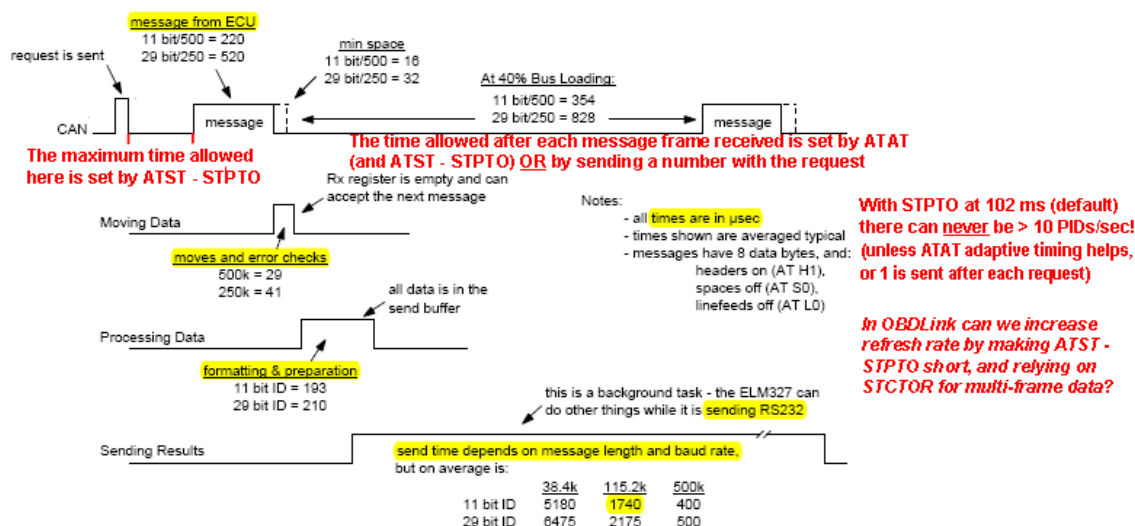 message from ECU
11 bit/500 = 220
29 bit/250 = 520
request is sent
min space
11 bit/500 = 16
29 bit/250 = 32
At 40% Bus Loading:
11 bit/500 = 354
29 bit/250 = 828
CAN
message
message
The maximum time allowed
here is set by ATST - STPTO
The time allowed after each message frame received is set by ATAT
(and ATST - STPTO) OR by sending a number with the request
Rx register is empty and can
accept the next message
Moving Data
moves and error checks
500k = 29
250k = 41
Notes:
- all times are in µsec
- times shown are averaged typical
- messages have 8 data bytes, and:
headers on (AT H1),
spaces off (AT S0),
linefeeds off (AT L0)
With STPTO at 102 ms (default)
there can never be > 10 PIDs/sec!
(unless ATAT adaptive timing helps,
or 1 is sent after each request)
In OBDLink can we increase
refresh rate by making ATST -
STPTO short, and relying on
STCTOR for multi-frame data?
all data is in the
send buffer
Processing Data
formatting & preparation
11 bit ID = 193
29 bit ID = 210
this is a background task - the ELM327 can
do other things while it is sending RS232
Sending Results
send time depends on message length and baud rate,
but on average is:
38.4k 115.2k 500k
11 bit ID 5180 1740 400
29 bit ID 6475 2175 500